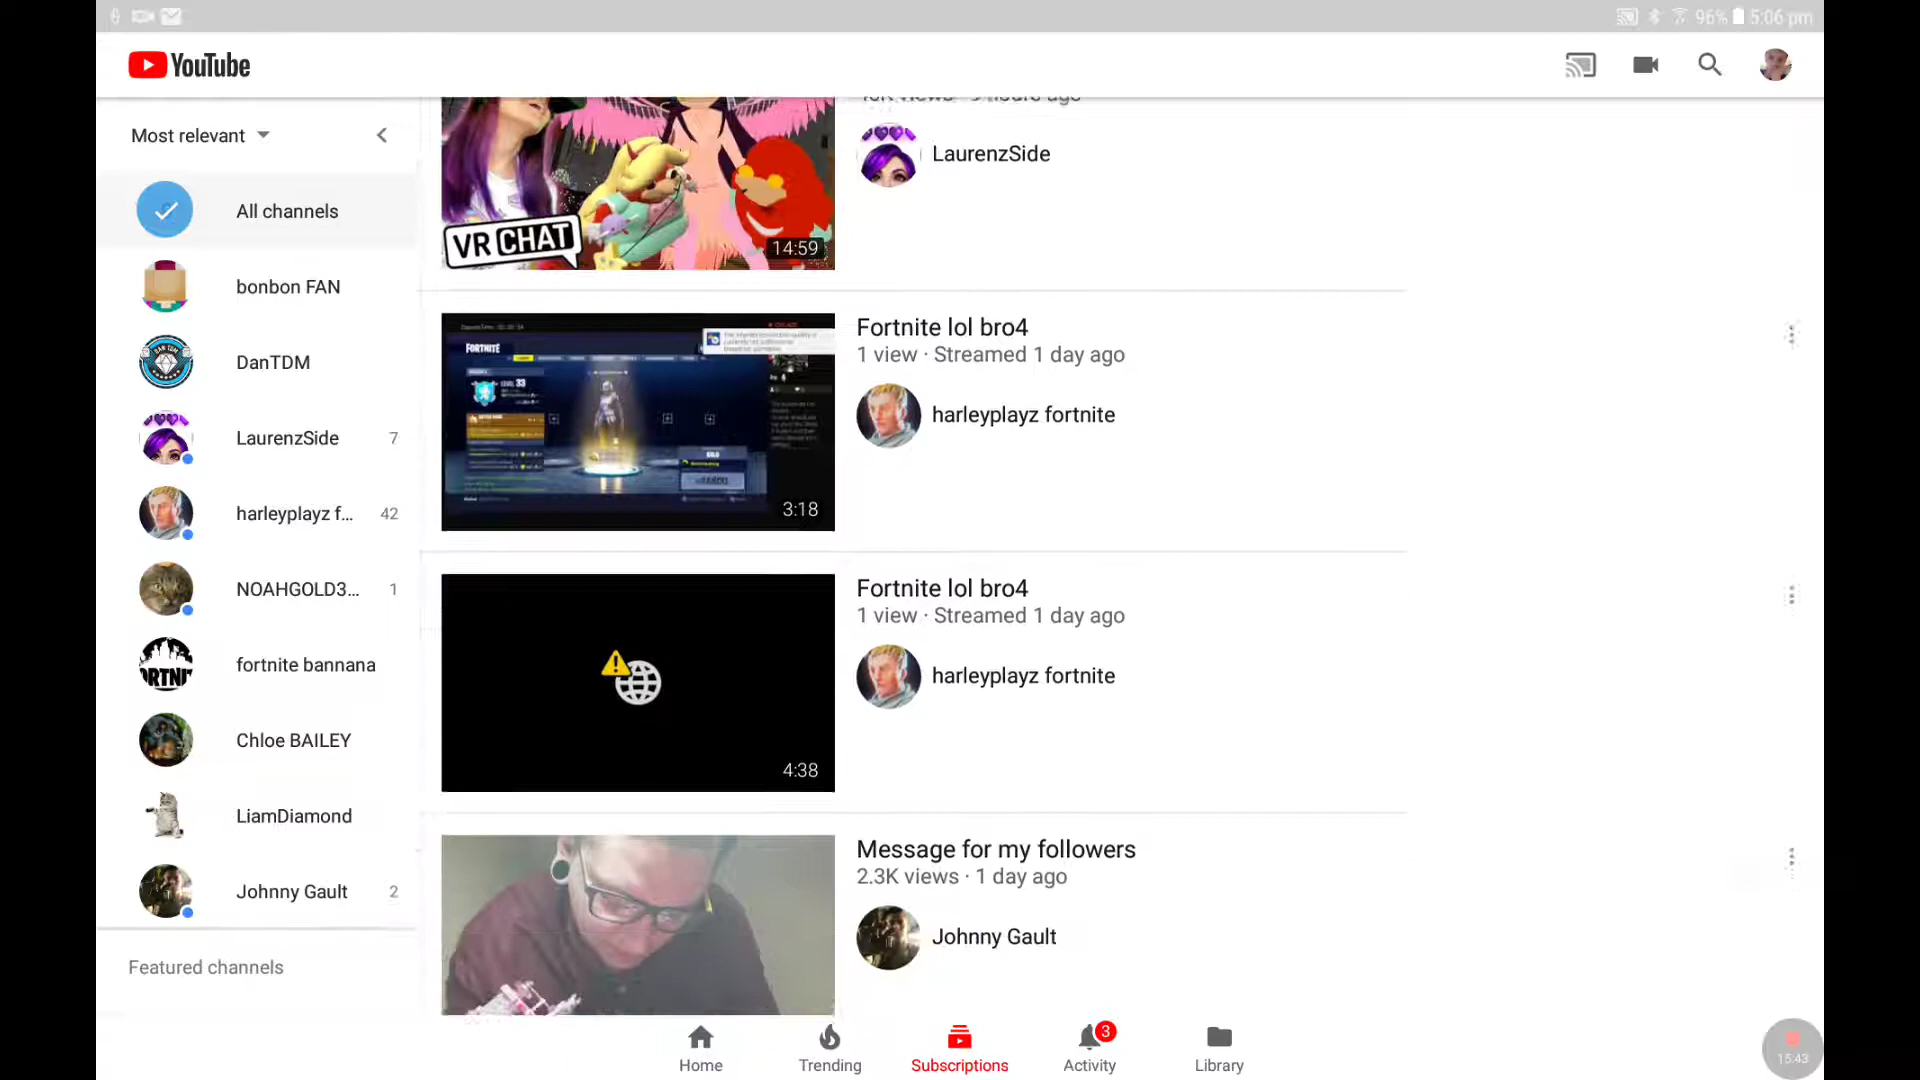 96% 5:06 pm
YouTube
Most relevant
All channels
bonbon FAN
DanTDM
LaurenzSide 7
harleyplayz f... 42
NOAHGOLD3... 1
fortnite bannana
Chloe BAILEY
LiamDiamond
Johnny Gault 2
Featured channels
LaurenzSide
VR CHAT
14:59
Fortnite lol bro4
1 view · Streamed 1 day ago
harleyplayz fortnite
FORTNITE
LEVEL 33
3:18
Fortnite lol bro4
1 view · Streamed 1 day ago
harleyplayz fortnite
4:38
Message for my followers
2.3K views · 1 day ago
Johnny Gault
Home
Trending
Subscriptions
Activity 3
Library
15:43